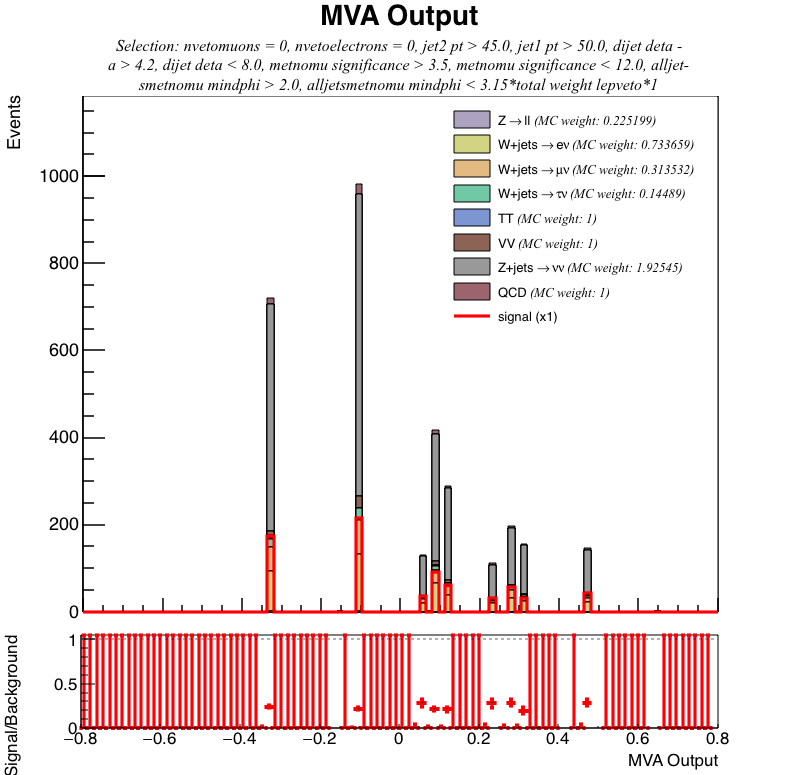 MVA Output
Selection: nvetomuons = 0, nvetoelectrons = 0, jet2 pt > 45.0, jet1 pt > 50.0, dijet deta -
a > 4.2, dijet deta < 8.0, metnomu significance > 3.5, metnomu significance < 12.0, alljet-
smetnomu mindphi > 2.0, alljetsmetnomu mindphi < 3.15*total weight lepveto*1
Events
1000
800
600
400
200
0
Z→ll (MC weight: 0.225199)
W+jets→eν (MC weight: 0.733659)
W+jets→μν (MC weight: 0.313532)
W+jets→τν (MC weight: 0.14489)
TT (MC weight: 1)
VV (MC weight: 1)
Z+jets→νν (MC weight: 1.92545)
QCD (MC weight: 1)
signal (x1)
Signal/Background
1
0.5
0
−0.8 −0.6 −0.4 −0.2 0 0.2 0.4 0.6 0.8
MVA Output